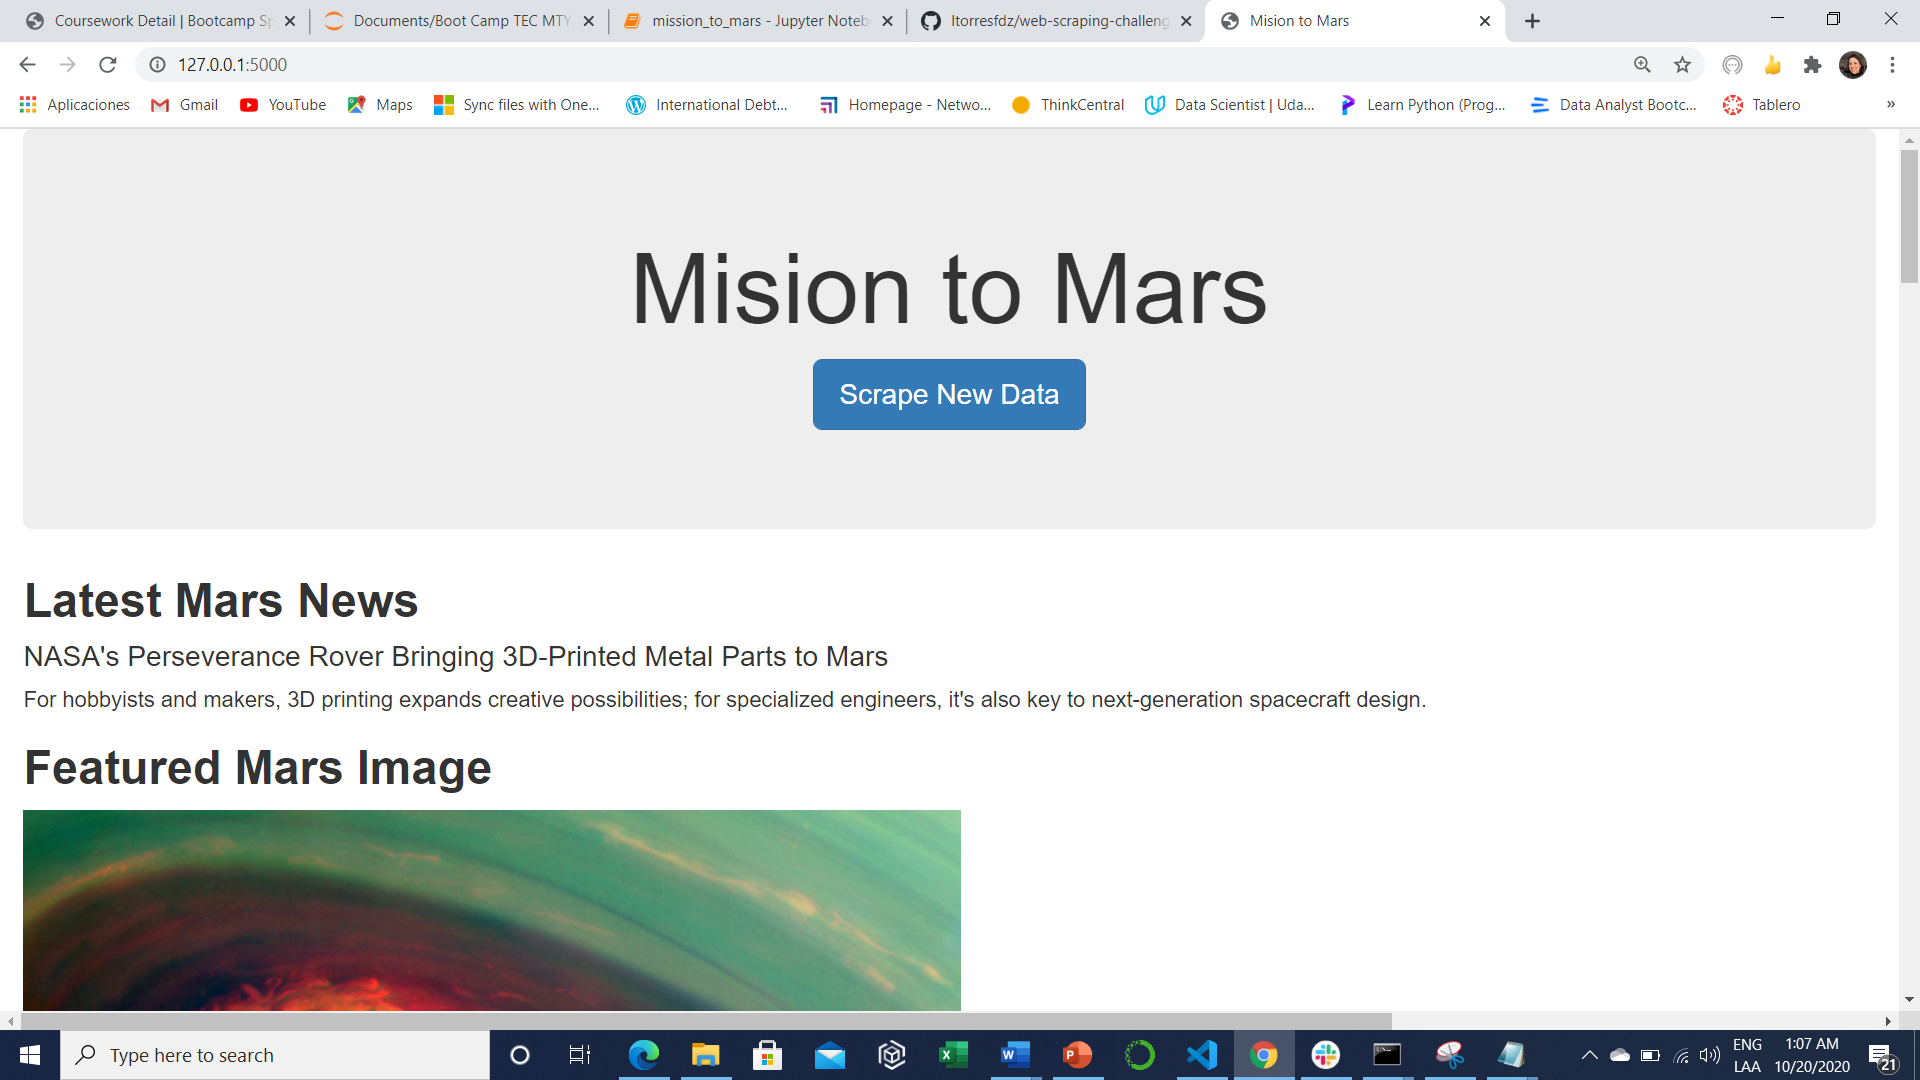 Coursework Detail | Bootcamp Sp
Documents/Boot Camp TEC MTY
mission_to_mars - Jupyter Noteb
ltorresfdz/web-scraping-challeng
Mision to Mars
127.0.0.1:5000
Aplicaciones
Gmail
YouTube
Maps
Sync files with One...
International Debt...
Homepage - Netwo...
ThinkCentral
Data Scientist | Uda...
Learn Python (Prog...
Data Analyst Bootc...
Tablero
»
Mision to Mars
Scrape New Data
Latest Mars News
NASA's Perseverance Rover Bringing 3D-Printed Metal Parts to Mars
For hobbyists and makers, 3D printing expands creative possibilities; for specialized engineers, it's also key to next-generation spacecraft design.
Featured Mars Image
Type here to search
ENG
LAA
1:07 AM
10/20/2020
21